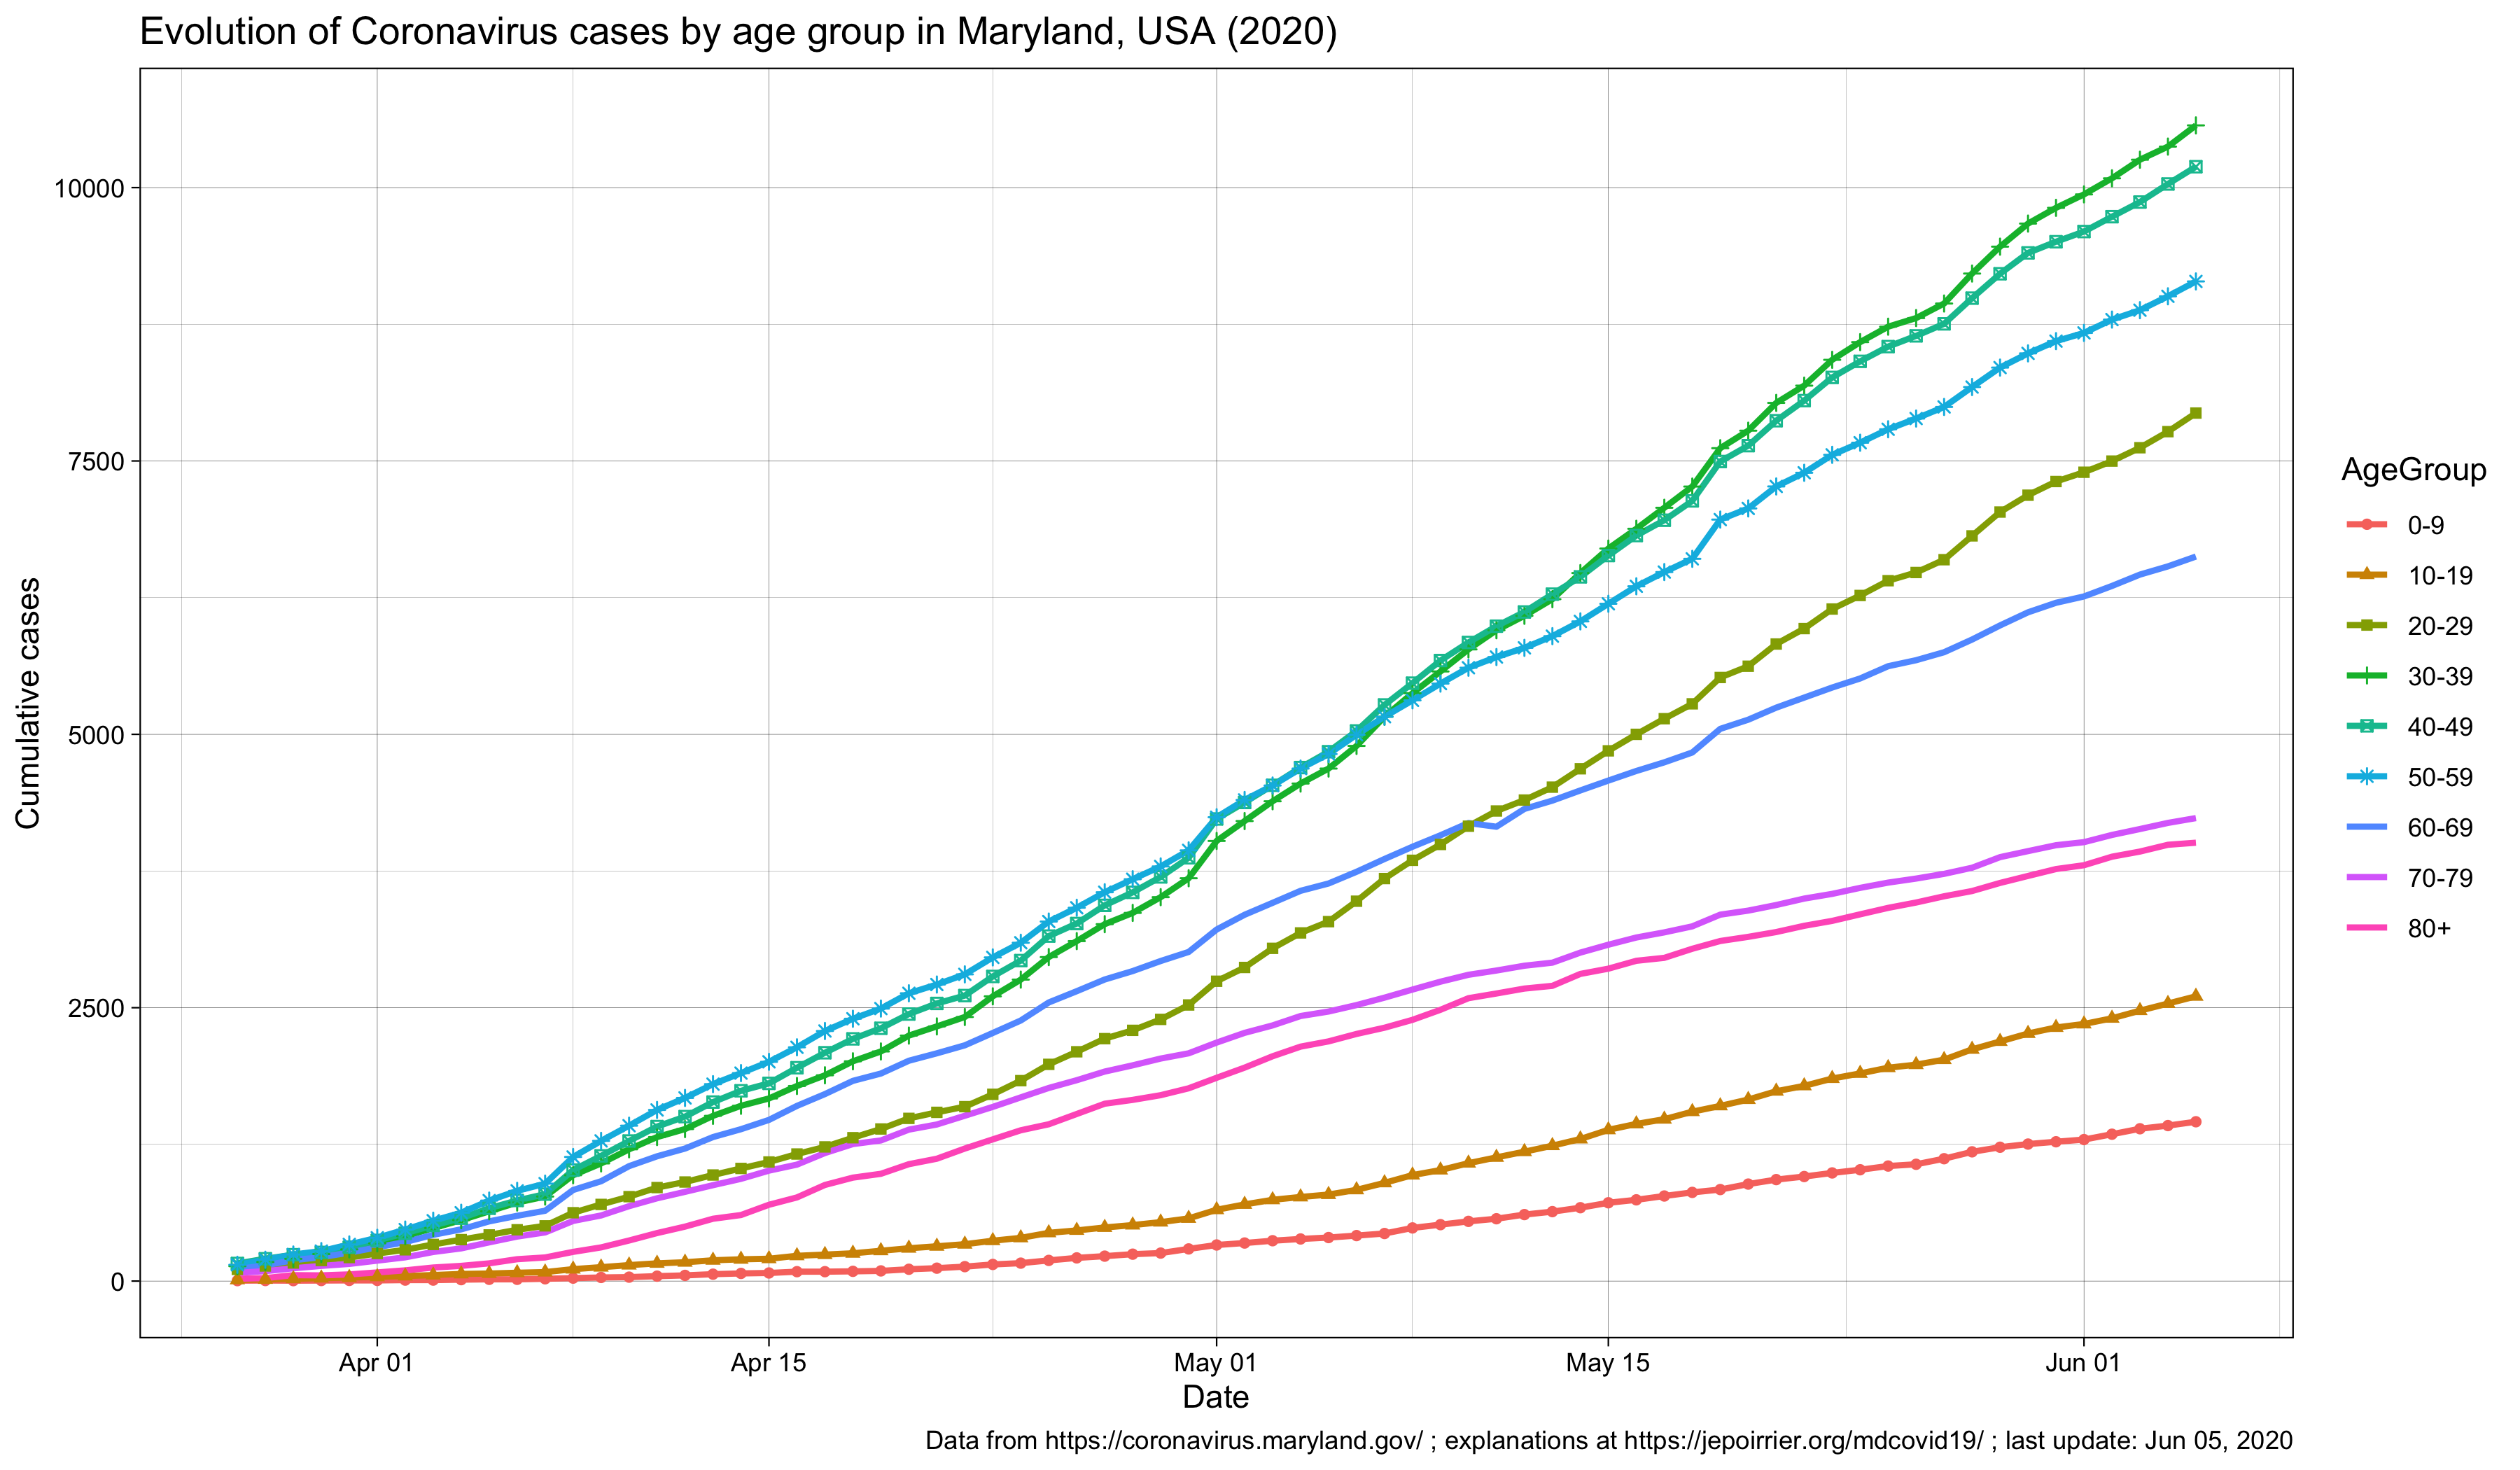 Evolution of Coronavirus cases by age group in Maryland, USA (2020)
Cumulative cases
10000
7500
5000
2500
0
Apr 01
Apr 15
May 01
May 15
Jun 01
Date
AgeGroup
0-9
10-19
20-29
30-39
40-49
50-59
60-69
70-79
80+
Data from https://coronavirus.maryland.gov/ ; explanations at https://jepoirrier.org/mdcovid19/ ; last update: Jun 05, 2020